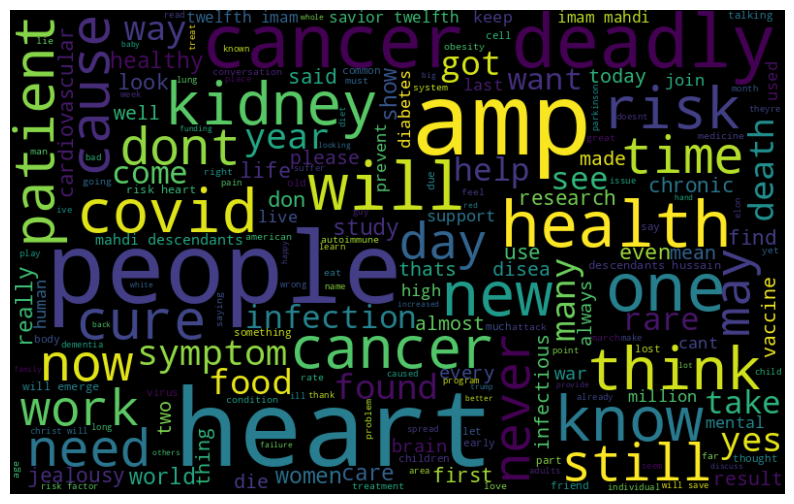 twelfth imam
savior twelfth
keep
imam mahdi
talking
cancer deadly
cause
way
healthy
look
cardiovascular
patient
kidney
said
well
year
dont
come
life
please
prevent
show
diabetes
got
last
want
today
join
used
risk
amp
made
time
help
see
death
covid
will
don
live
study
support
research
chronic
health
say
find
mahdi descendants
american
autoimmune
day
use
even
mean
descendants hussain
people
thats
disea
high
new
many
always
one
may
vaccine
really
human
cure
infection
almost
much
attack
rare
cant
now
symptom
cancer
every
war
think
food
found
never
infectious
million
mental
work
heart
know
take
need
two
thing
brain
still
yes
jealousy
world
die
women
care
first
result
risk factor
will emerge
christ will
will save
risk heart
dementia
virus
body
back
family
others
long
age
condition
rate
ill
thank
caused
program
problem
better
failure
treatment
love
children
area
early
let
spread
adults
individual
friend
part
point
trump
provide
already
lot
child
lost
far
thought
discuss
something
wrong
name
eat
learn
happy
white
play
saying
going
right
pain
old
suffer
guy
feel
due
red
issue
hand
elon
yet
great
medicine
doesnt
month
theyre
parkinson
big
system
must
common
cell
obesity
conversation
diet
looking
funding
place
known
whole
treat
read
lie
baby
week
lung
man
bad
ive
increased